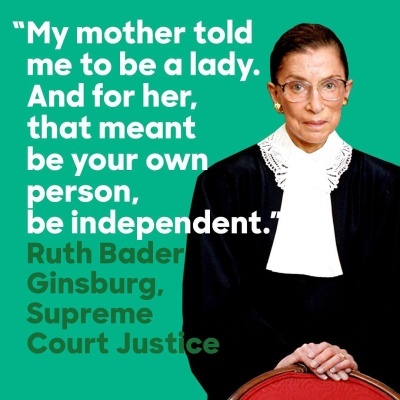 “My mother told
me to be a lady.
And for her,
that meant
be your own
person,
be independent.”
Ruth Bader
Ginsburg,
Supreme
Court Justice